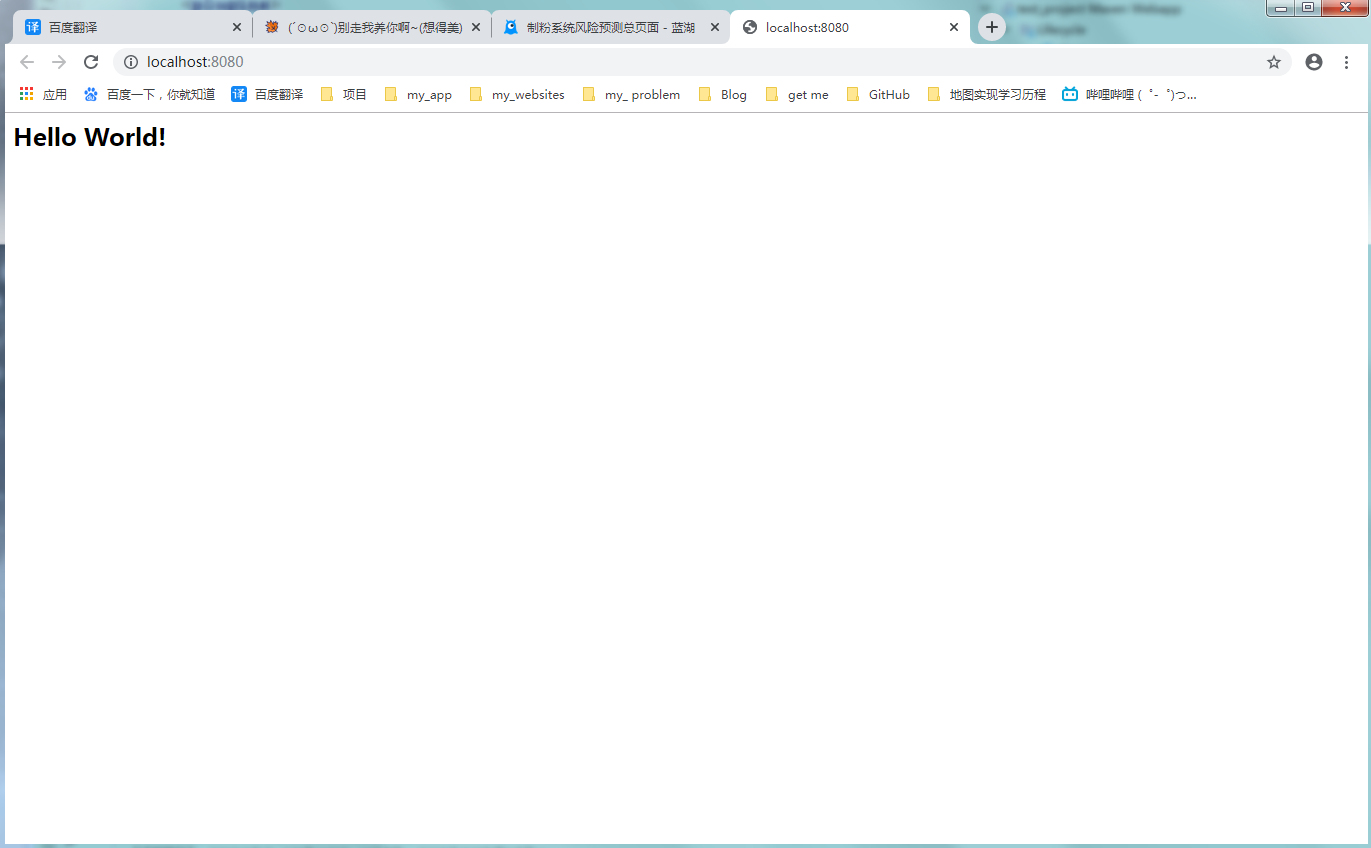 百度翻译 (´⊙ω⊙`)别走我养你啊~(想得美) 制粉系统风险预测总页面 - 蓝湖 localhost:8080
localhost:8080
应用 百度一下，你就知道 译 百度翻译 项目 my_app my_websites my_ problem Blog get me GitHub 地图实现学习历程 哔哩哔哩 ( ゜- ゜)つ...
Hello World!